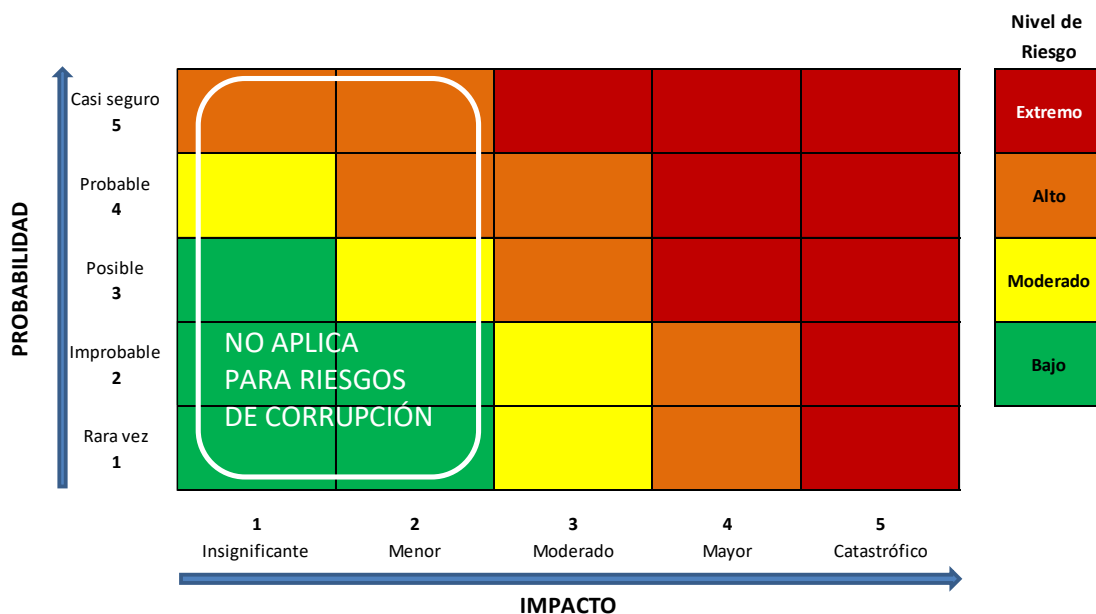 Nivel de
Riesgo
Extremo
Alto
Moderado
Bajo
PROBABILIDAD
Casi seguro
5
Probable
4
Posible
3
Improbable
2
Rara vez
1
NO APLICA
PARA RIESGOS
DE CORRUPCIÓN
1
Insignificante
2
Menor
3
Moderado
4
Mayor
5
Catastrófico
IMPACTO